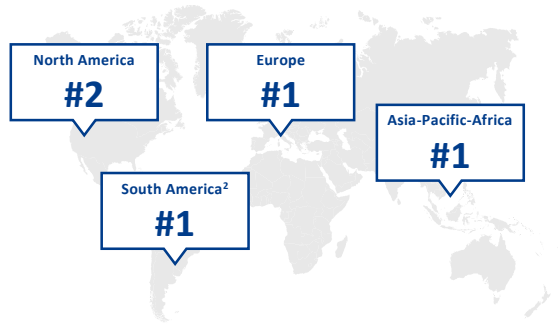 North America
#2
Europe
#1
Asia-Pacific-Africa
#1
South America²
#1